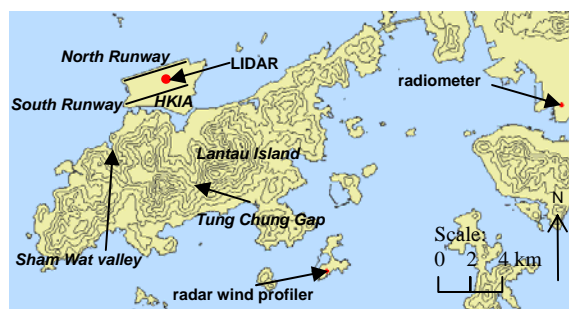 North Runway
LIDAR
radiometer
South Runway
HKIA
Lantau Island
Tung Chung Gap
N
Scale:
Sham Wat valley
0 2 4 km
radar wind profiler